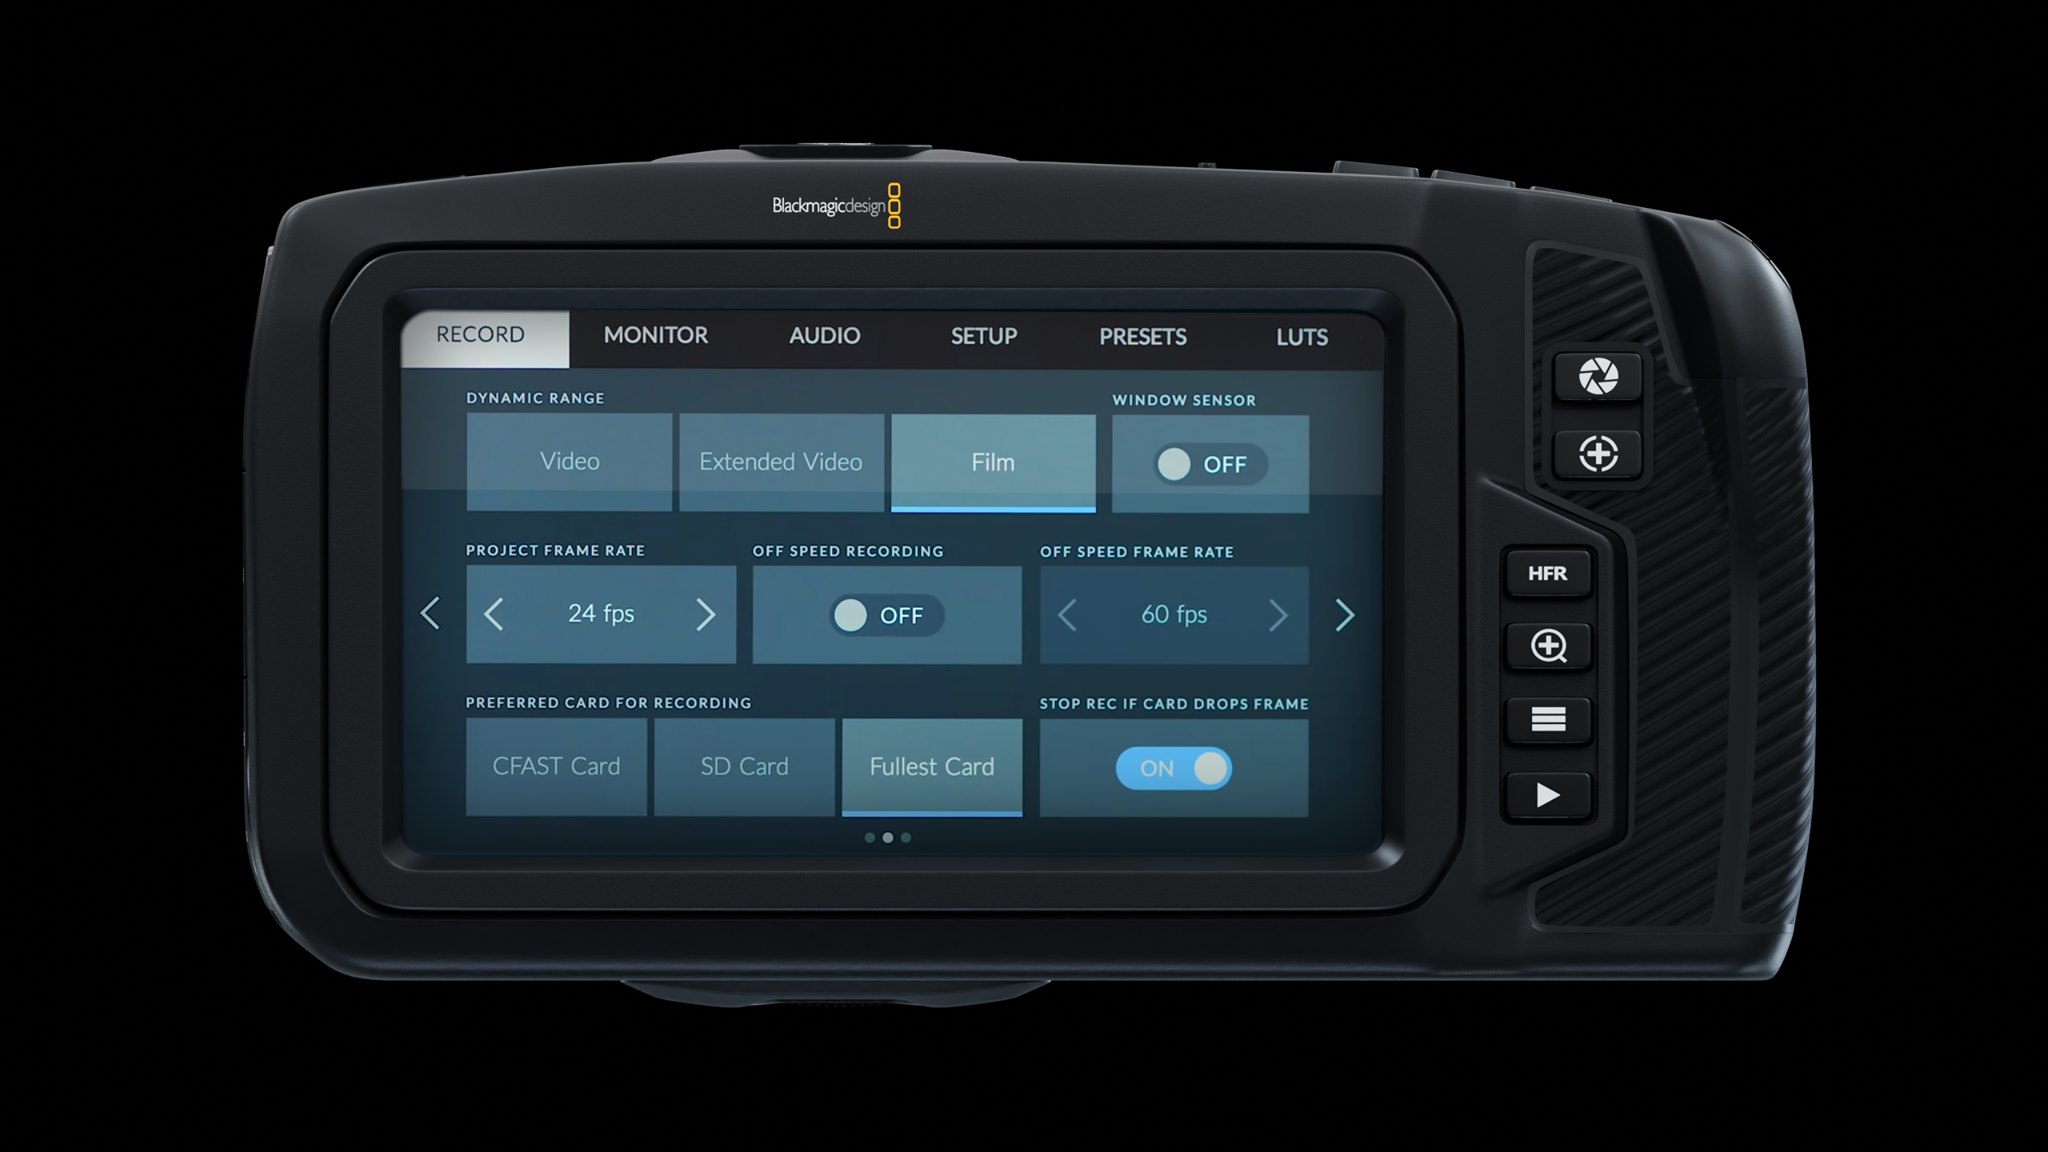 Blackmagicdesign
RECORD MONITOR AUDIO SETUP PRESETS LUTS
DYNAMIC RANGE WINDOW SENSOR
Video Extended Video Film OFF
PROJECT FRAME RATE OFF SPEED RECORDING OFF SPEED FRAME RATE
24 fps OFF 60 fps
HFR
PREFERRED CARD FOR RECORDING STOP REC IF CARD DROPS FRAME
CFAST Card SD Card Fullest Card ON